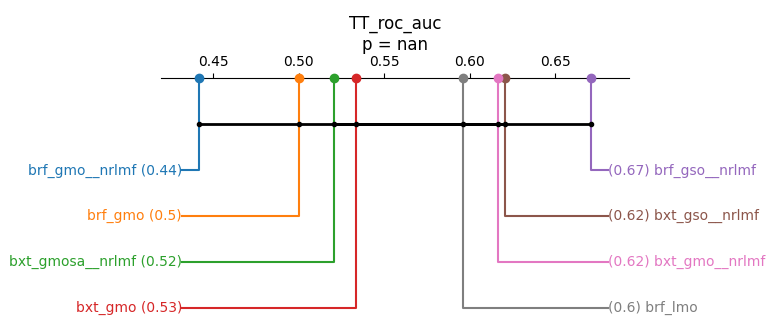 TT_roc_auc
p = nan
0.45 0.50 0.55 0.60 0.65
brf_gmo__nrlmf (0.44)
(0.67) brf_gso__nrlmf
brf_gmo (0.5)
(0.62) bxt_gso__nrlmf
bxt_gmosa__nrlmf (0.52)
(0.62) bxt_gmo__nrlmf
bxt_gmo (0.53)
(0.6) brf_lmo